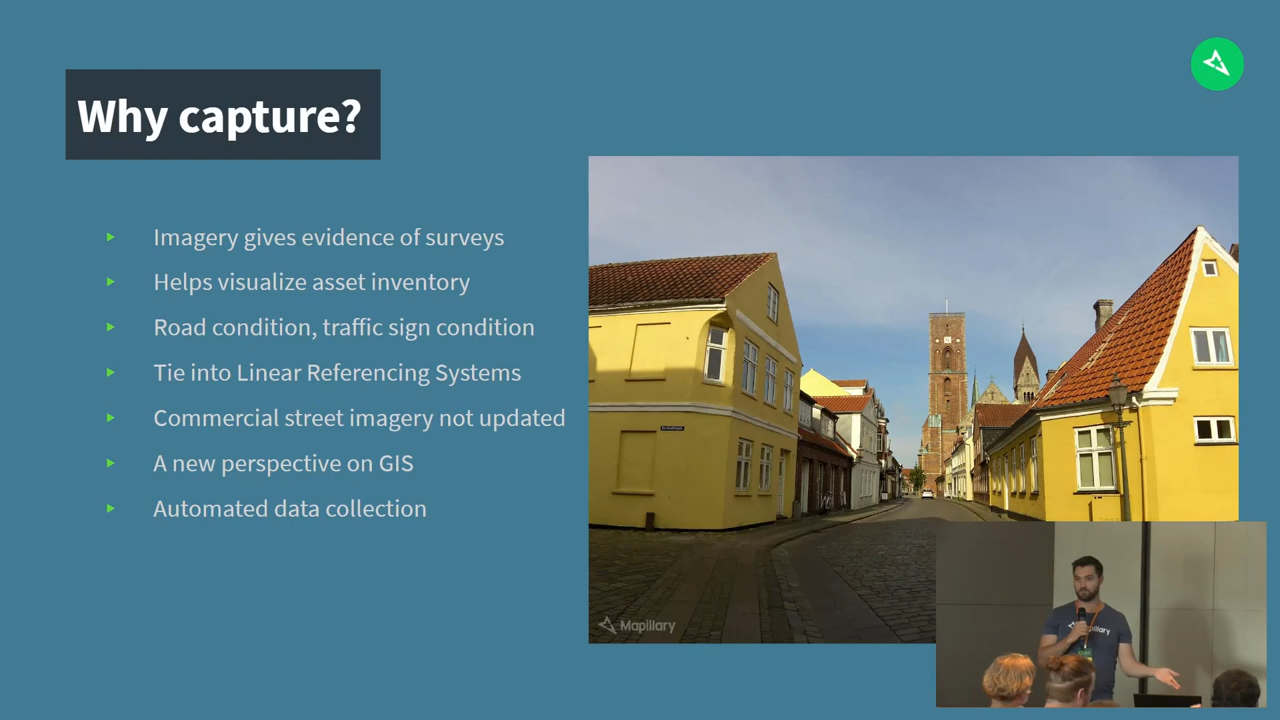 Why capture?
Imagery gives evidence of surveys
Helps visualize asset inventory
Road condition, traffic sign condition
Tie into Linear Referencing Systems
Commercial street imagery not updated
A new perspective on GIS
Automated data collection
Mapillary